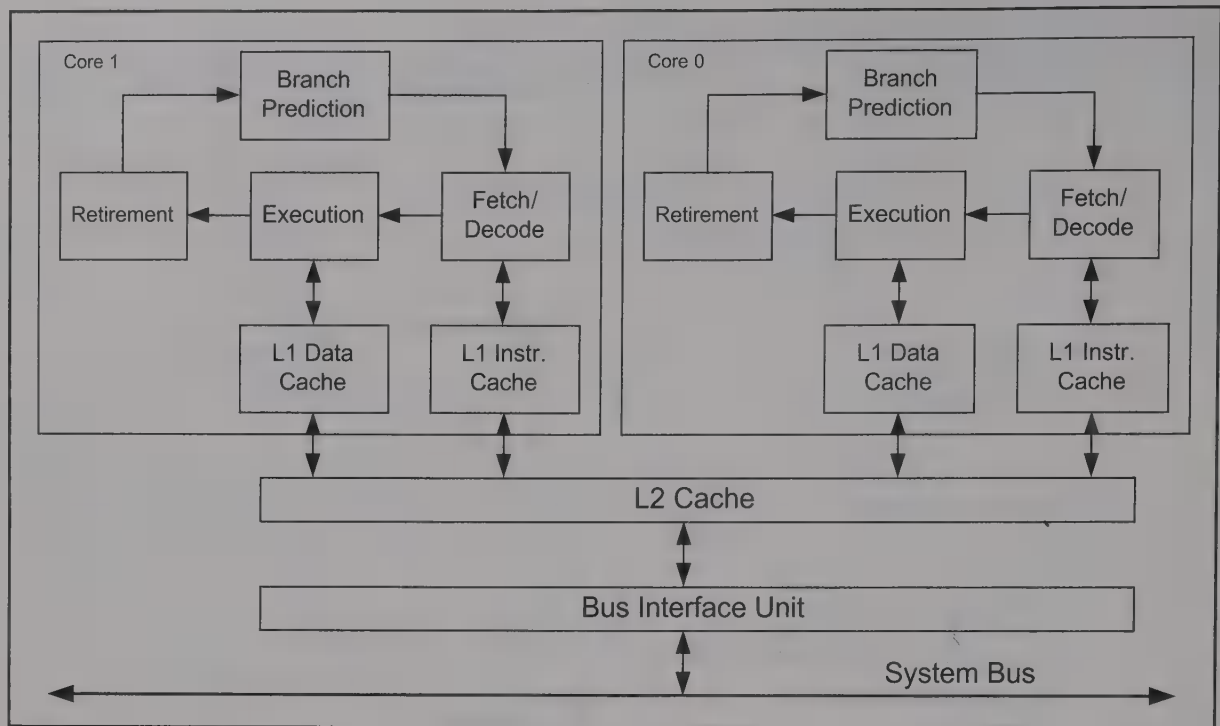 Core 1
Branch
Prediction
Retirement
Execution
Fetch/
Decode
L1 Data
Cache
L1 Instr.
Cache
Core 0
Branch
Prediction
Retirement
Execution
Fetch/
Decode
L1 Data
Cache
L1 Instr.
Cache
L2 Cache
Bus Interface Unit
System Bus